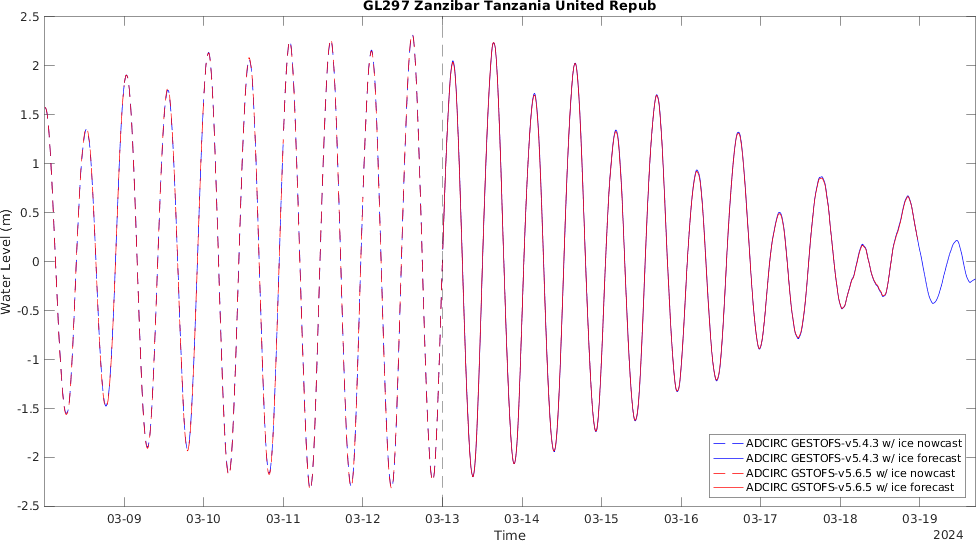 GL297 Zanzibar Tanzania United Repub
2.5
2
1.5
1
0.5
0
-0.5
-1
-1.5
-2
-2.5
Water Level (m)
ADCIRC GESTOFS-v5.4.3 w/ ice nowcast
ADCIRC GESTOFS-v5.4.3 w/ ice forecast
ADCIRC GSTOFS-v5.6.5 w/ ice nowcast
ADCIRC GSTOFS-v5.6.5 w/ ice forecast
03-09 03-10 03-11 03-12 03-13 03-14 03-15 03-16 03-17 03-18 03-19
Time
2024